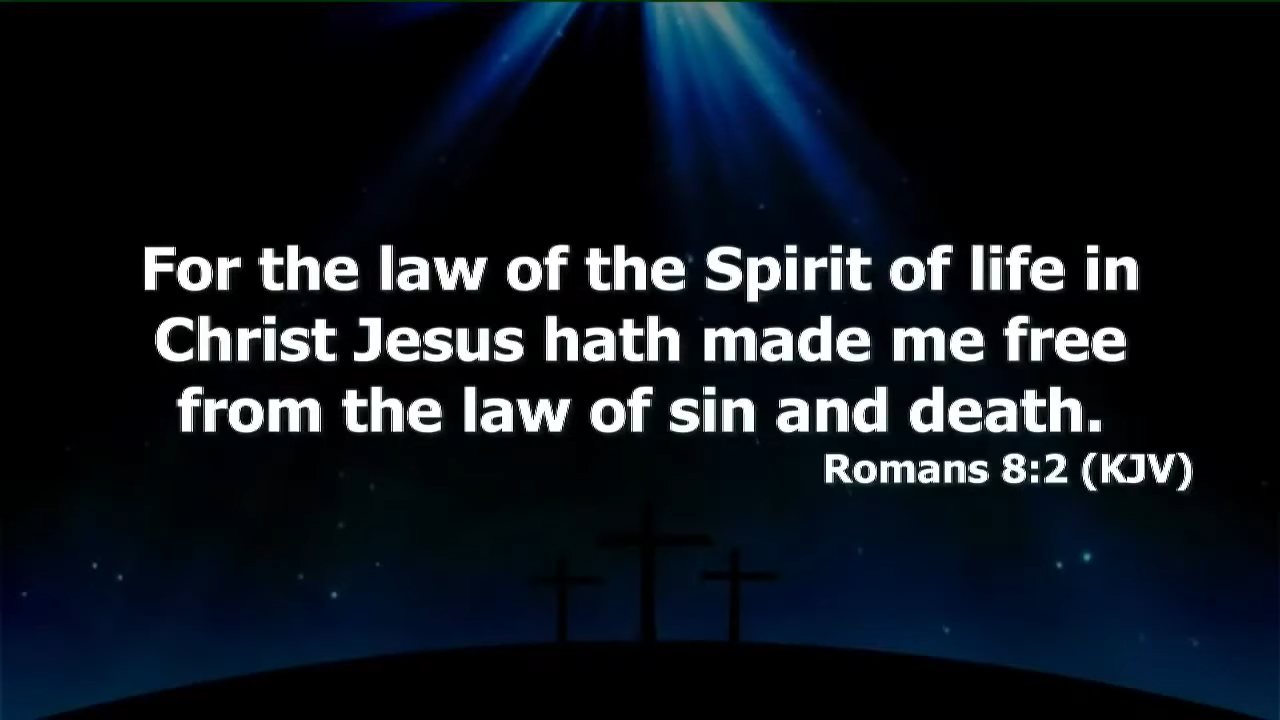 For the law of the Spirit of life in
Christ Jesus hath made me free
from the law of sin and death.
Romans 8:2 (KJV)